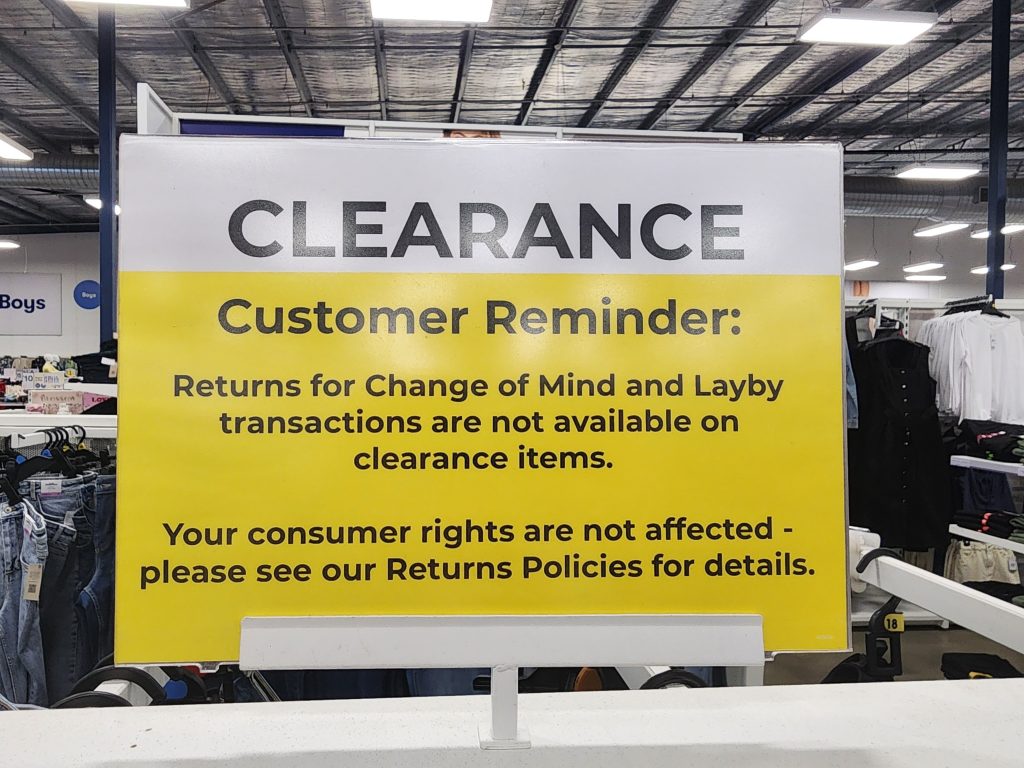 CLEARANCE
Customer Reminder:
Returns for Change of Mind and Layby
transactions are not available on
clearance items.
Your consumer rights are not affected -
please see our Returns Policies for details.
Boys
Boys
10
18